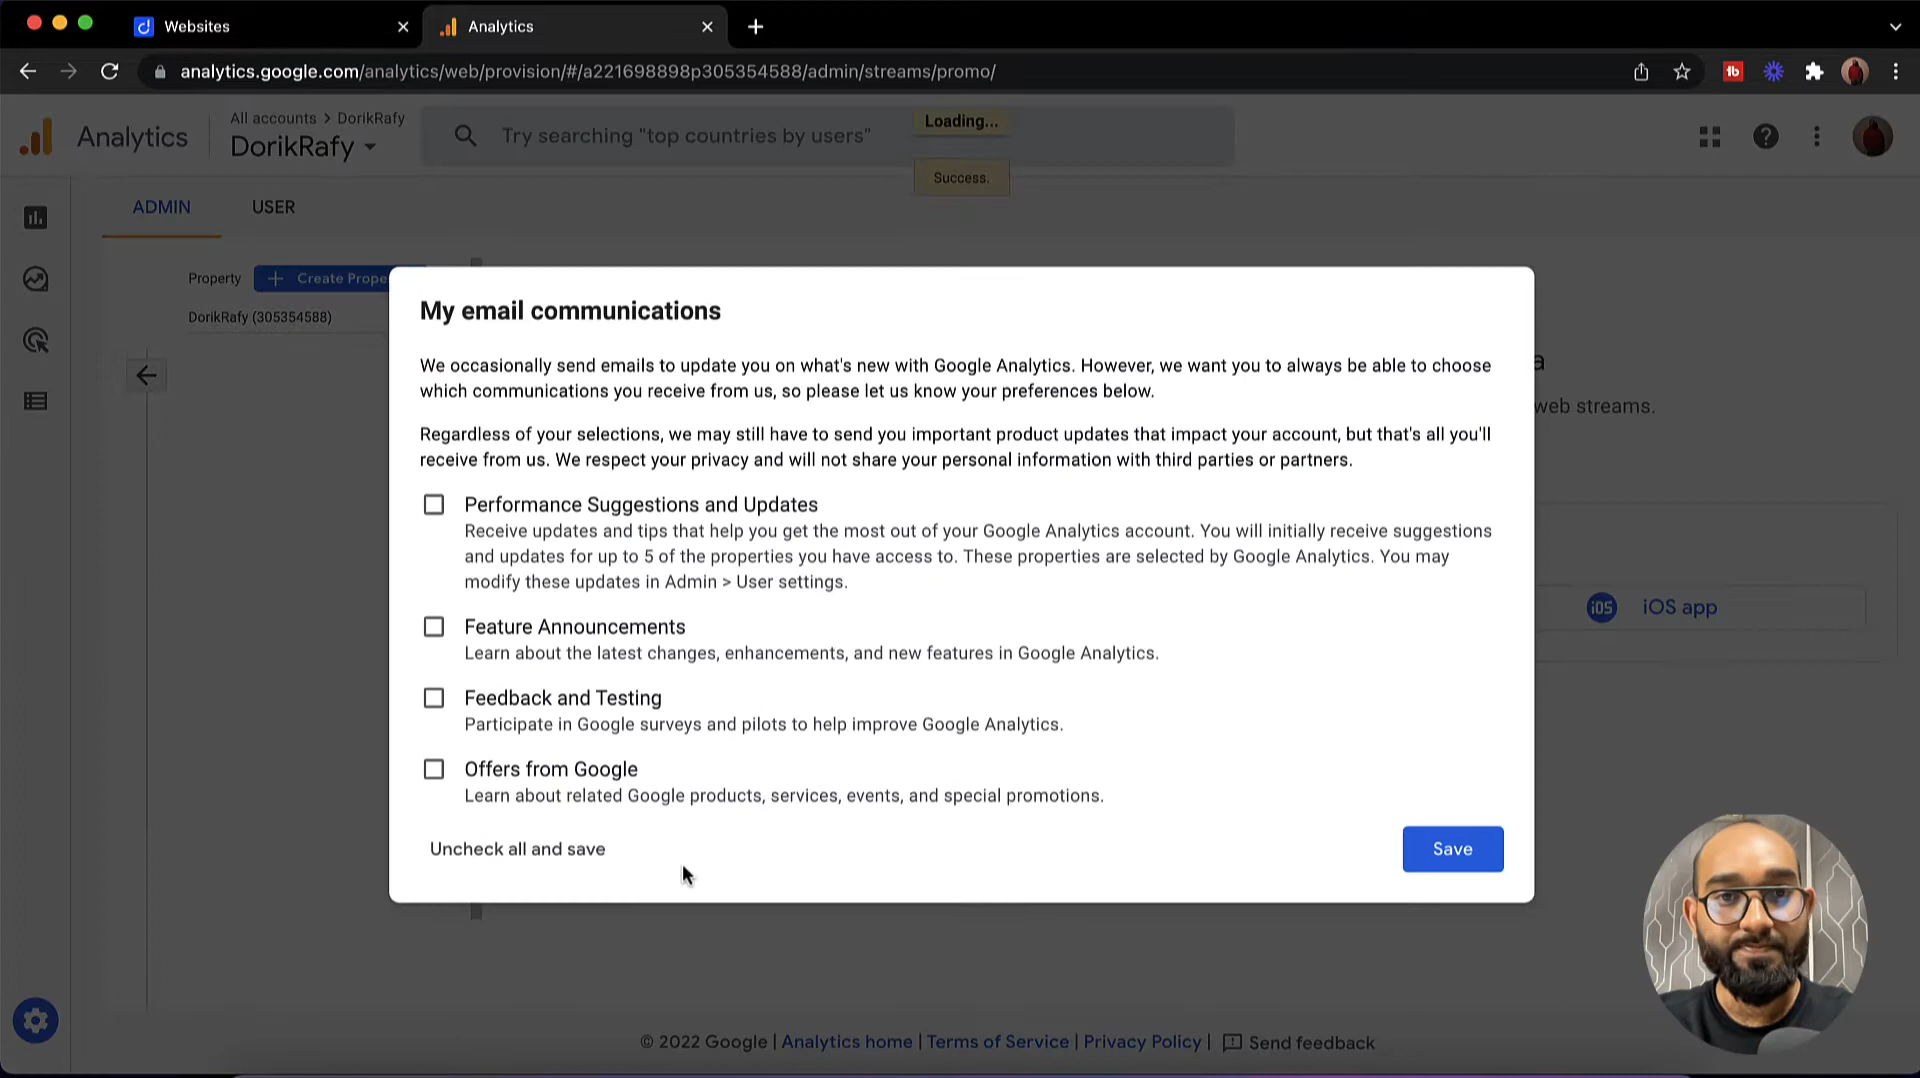 Websites
Analytics
analytics.google.com/analytics/web/provision/#/a221698898p305354588/admin/streams/promo/
Analytics
All accounts > DorikRafy
DorikRafy
Try searching "top countries by users"
Loading...
Success.
ADMIN
USER
Property
Create Prope
DorikRafy (305354588)
My email communications
We occasionally send emails to update you on what's new with Google Analytics. However, we want you to always be able to choose
which communications you receive from us, so please let us know your preferences below.
Regardless of your selections, we may still have to send you important product updates that impact your account, but that's all you'll
receive from us. We respect your privacy and will not share your personal information with third parties or partners.
Performance Suggestions and Updates
Receive updates and tips that help you get the most out of your Google Analytics account. You will initially receive suggestions
and updates for up to 5 of the properties you have access to. These properties are selected by Google Analytics. You may
modify these updates in Admin > User settings.
Feature Announcements
Learn about the latest changes, enhancements, and new features in Google Analytics.
Feedback and Testing
Participate in Google surveys and pilots to help improve Google Analytics.
Offers from Google
Learn about related Google products, services, events, and special promotions.
Uncheck all and save
Save
a
web streams.
iOS
iOS app
© 2022 Google | Analytics home | Terms of Service | Privacy Policy | Send feedback
tb